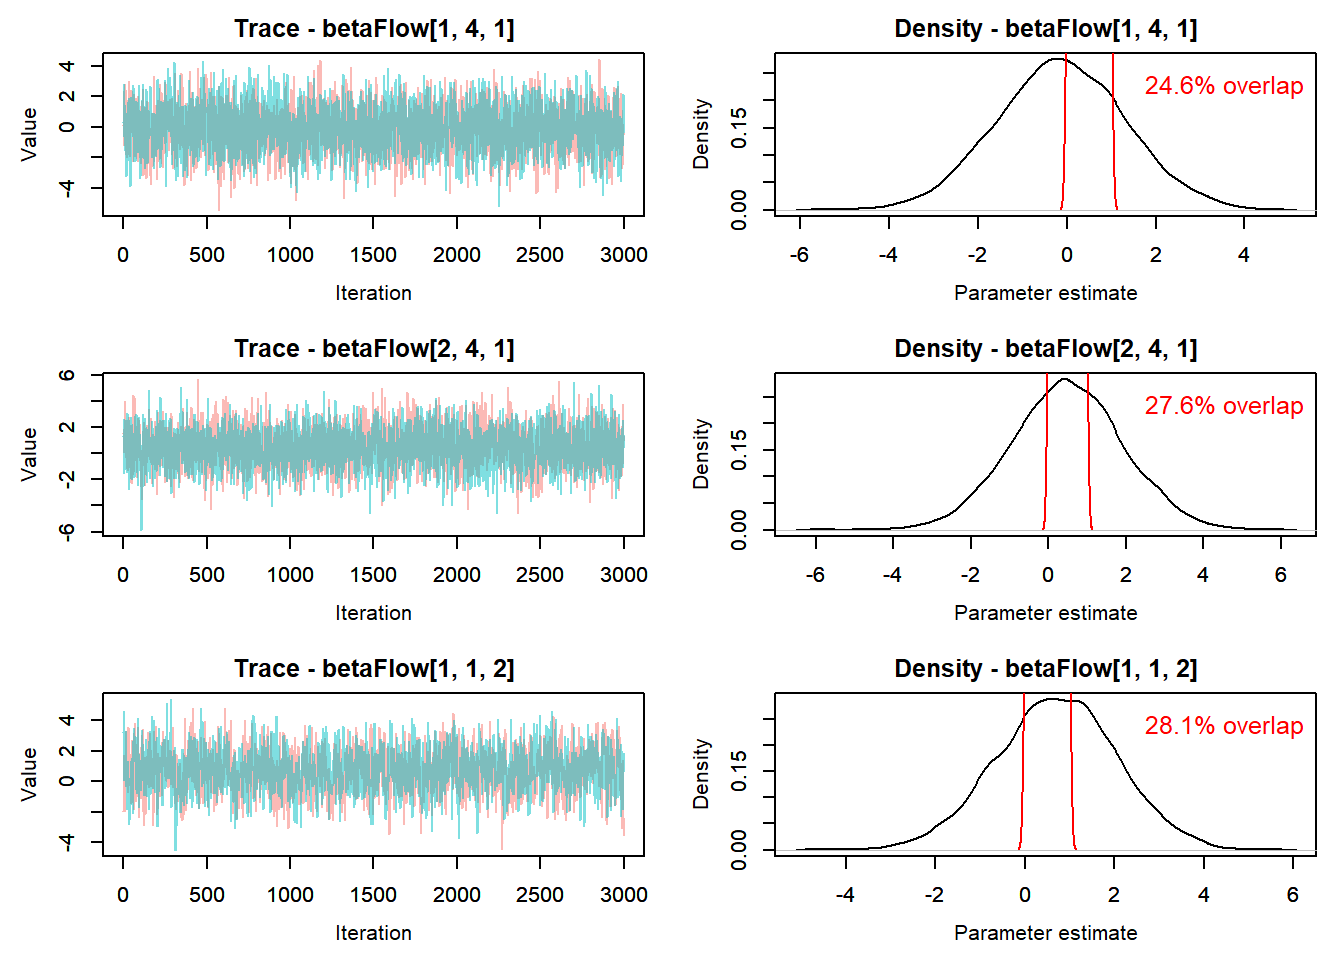 Trace - betaFlow[1, 4, 1]
Value
4
2
0
-4
0 500 1000 1500 2000 2500 3000
Iteration
Density - betaFlow[1, 4, 1]
24.6% overlap
Density
0.15
0.00
-6 -4 -2 0 2 4
Parameter estimate
Trace - betaFlow[2, 4, 1]
Value
6
2
-2
-6
0 500 1000 1500 2000 2500 3000
Iteration
Density - betaFlow[2, 4, 1]
27.6% overlap
Density
0.15
0.00
-6 -4 -2 0 2 4 6
Parameter estimate
Trace - betaFlow[1, 1, 2]
Value
4
2
0
-4
0 500 1000 1500 2000 2500 3000
Iteration
Density - betaFlow[1, 1, 2]
28.1% overlap
Density
0.15
0.00
-4 -2 0 2 4 6
Parameter estimate